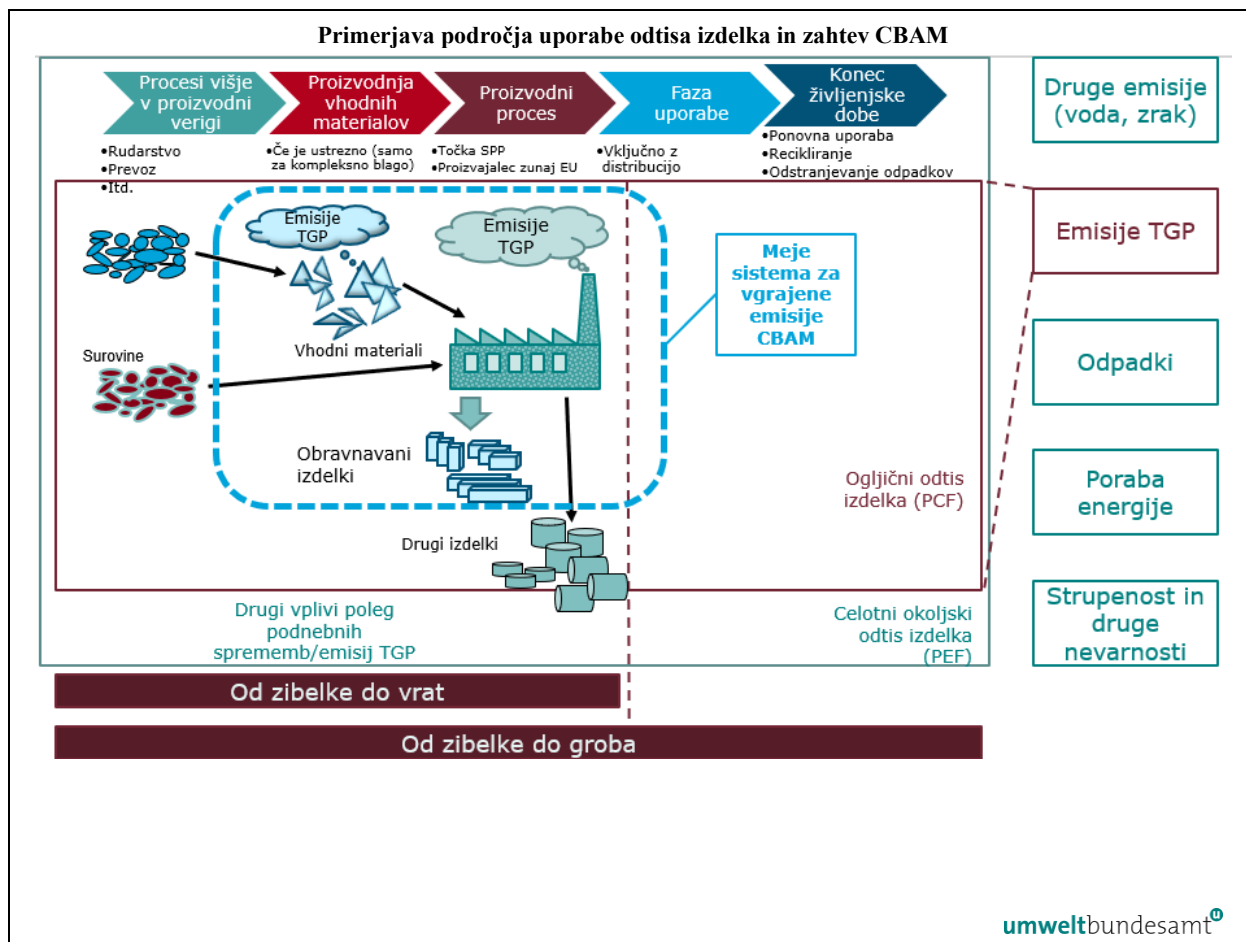 Primerjava področja uporabe odtisa izdelka in zahtev CBAM
Procesi višje
v proizvodni
verigi
Proizvodnja
vhodnih
materialov
Proizvodni
proces
Faza
uporabe
Konec
življenjske
dobe
•Rudarstvo
•Prevoz
•Itd.
•Če je ustrezno (samo
za kompleksno blago)
•Točka SPP
•Proizvajalec zunaj EU
•Vključno z
distribucijo
•Ponovna uporaba
•Recikliranje
•Odstranjevanje odpadkov
Emisije
TGP
Emisije
TGP
Vhodni materiali
Surovine
Obravnavani
izdelki
Drugi izdelki
Meje
sistema za
vgrajene
emisije
CBAM
Ogljični odtis
izdelka (PCF)
Drugi vplivi poleg
podnebnih
sprememb/emisij TGP
Celotni okoljski
odtis izdelka
(PEF)
Od zibelke do vrat
Od zibelke do groba
Druge emisije
(voda, zrak)
Emisije TGP
Odpadki
Poraba
energije
Strupenost in
druge
nevarnosti
umweltbundesamt u